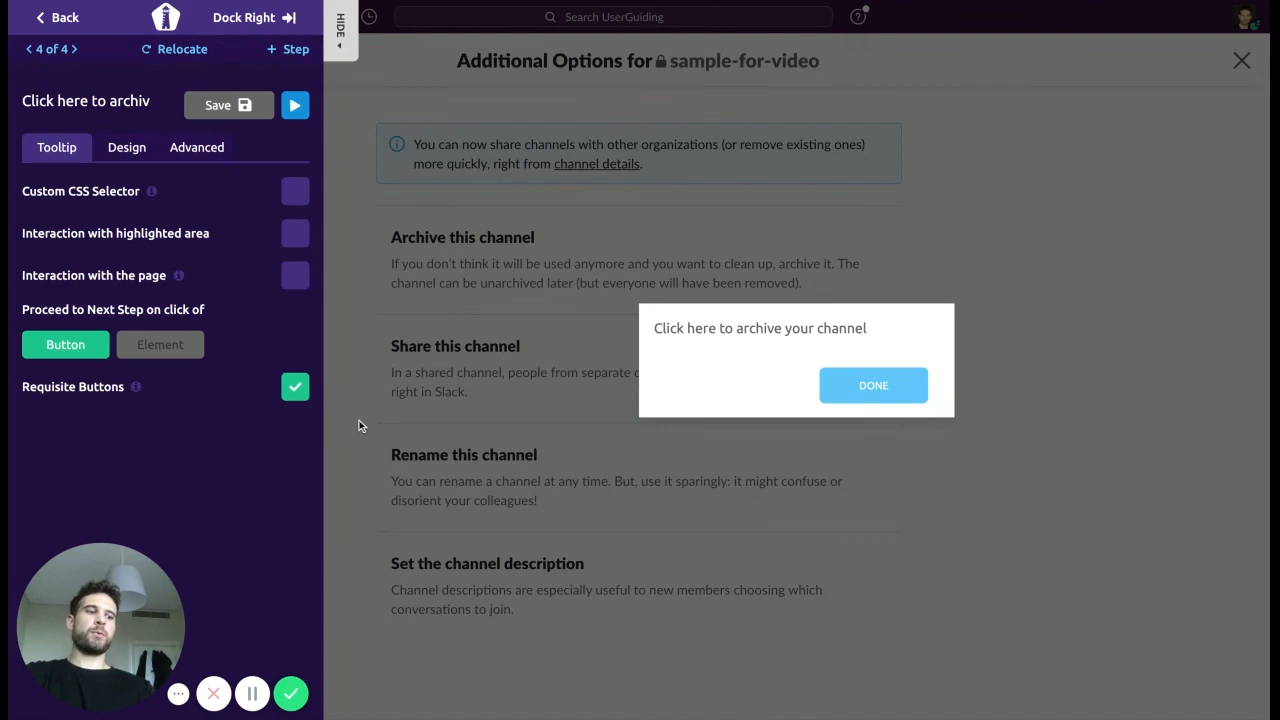 Back
Dock Right
4 of 4
Relocate
+ Step
Click here to archiv
Save
Tooltip
Design
Advanced
Custom CSS Selector
Interaction with highlighted area
Interaction with the page
Proceed to Next Step on click of
Button
Element
Requisite Buttons
HIDE
Search UserGuiding
Additional Options for sample-for-video
You can now share channels with other organizations (or remove existing ones)
more quickly, right from channel details.
Archive this channel
If you don't think it will be used anymore and you want to clean up, archive it. The
channel can be unarchived later (but everyone will have been removed).
Share this channel
In a shared channel, people from separate
right in Slack.
Click here to archive your channel
DONE
Rename this channel
You can rename a channel at any time. But, use it sparingly: it might confuse or
disorient your colleagues!
Set the channel description
Channel descriptions are especially useful to new members choosing which
conversations to join.